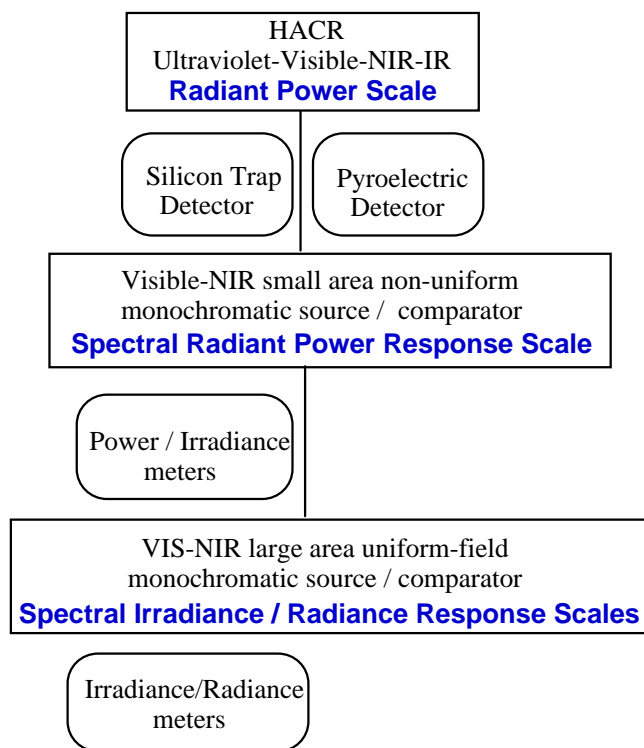 HACR
Ultraviolet-Visible-NIR-IR
Radiant Power Scale
Silicon Trap
Detector
Pyroelectric
Detector
Visible-NIR small area non-uniform
monochromatic source / comparator
Spectral Radiant Power Response Scale
Power / Irradiance
meters
VIS-NIR large area uniform-field
monochromatic source / comparator
Spectral Irradiance / Radiance Response Scales
Irradiance/Radiance
meters